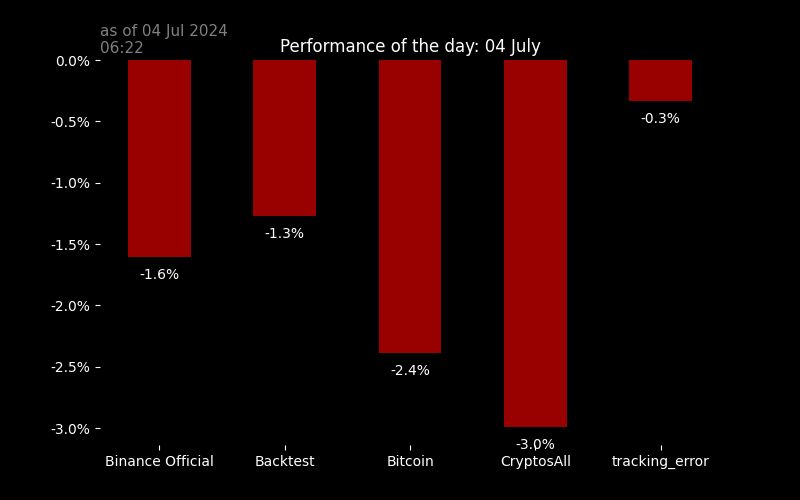 as of 04 Jul 2024
06:22
Performance of the day: 04 July
0.0%
-0.5%
-1.0%
-1.5%
-2.0%
-2.5%
-3.0%
-1.6%
-1.3%
-2.4%
-3.0%
-0.3%
Binance Official
Backtest
Bitcoin
CryptosAll
tracking_error